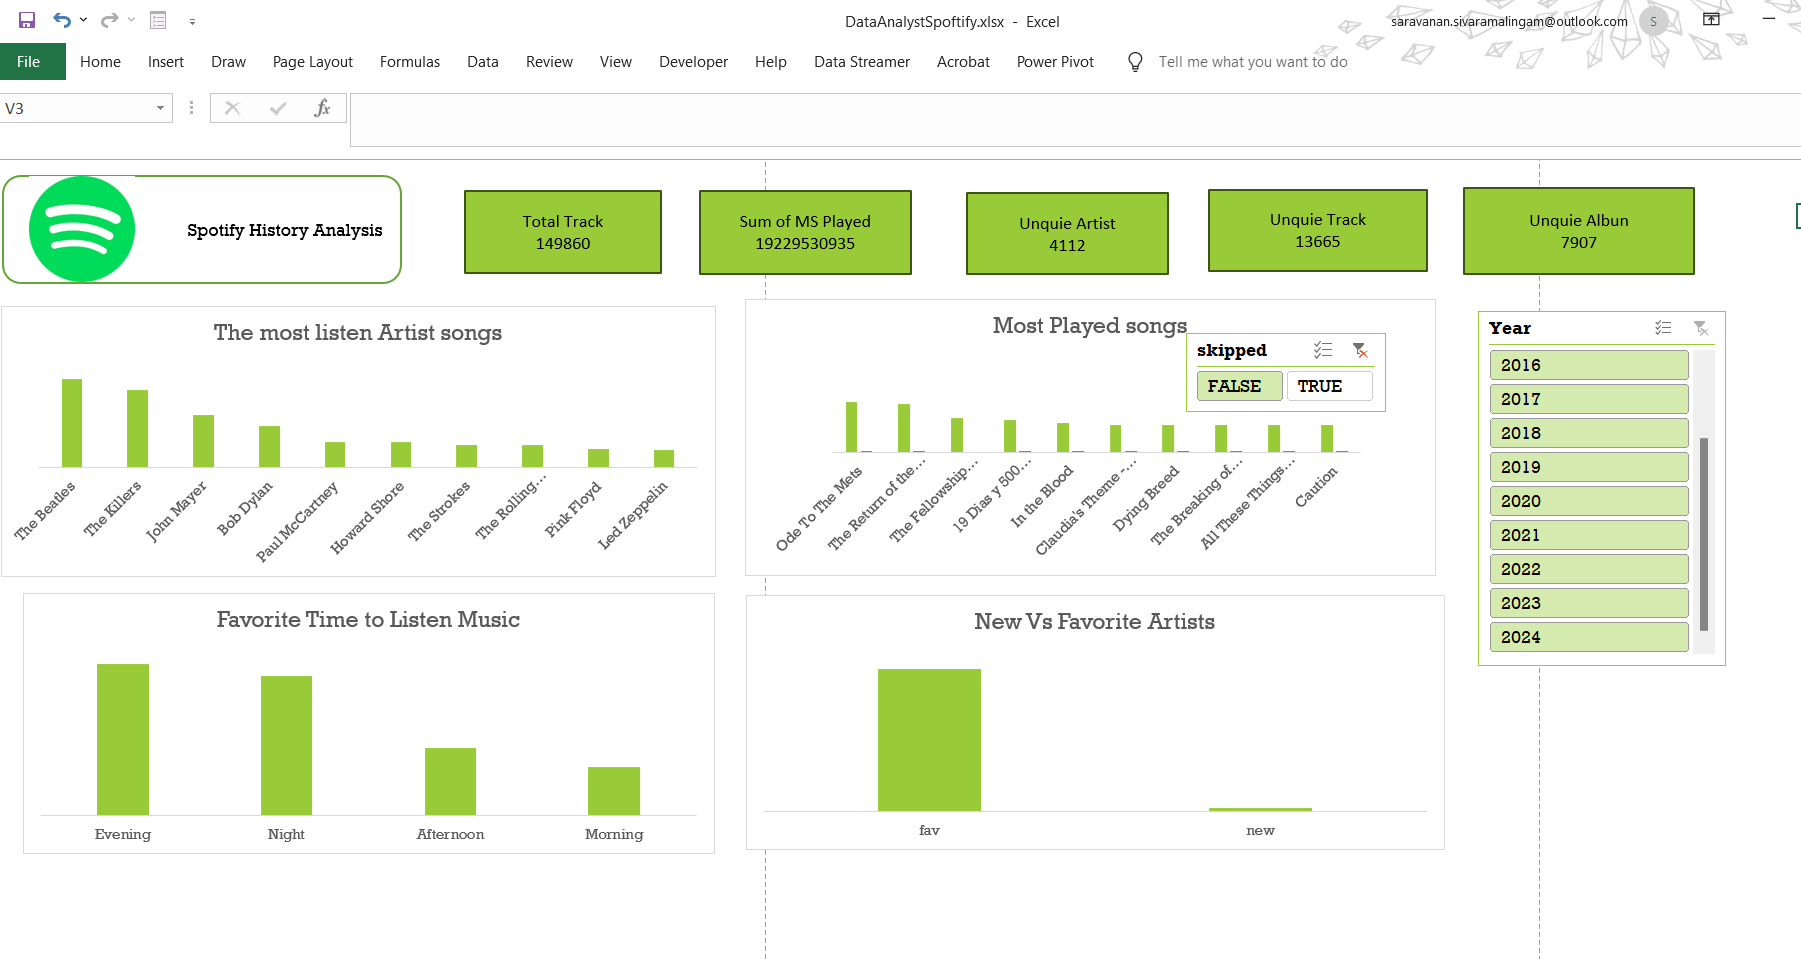 DataAnalystSpoftify.xlsx - Excel
saravanan.sivaramalingam@outlook.com
S
File Home Insert Draw Page Layout Formulas Data Review View Developer Help Data Streamer Acrobat Power Pivot Tell me what you want to do
V3
fx
Spotify History Analysis
Total Track
149860
Sum of MS Played
19229530935
Unquie Artist
4112
Unquie Track
13665
Unquie Albun
7907
The most listen Artist songs
The Beatles
The Killers
John Mayer
Bob Dylan
Paul McCartney
Howard Shore
The Strokes
The Rolling...
Pink Floyd
Led Zeppelin
Most Played songs
skipped
FALSE TRUE
Ode To The Mets
The Return of the...
The Fellowship...
19 Dias y 500...
In the Blood
Claudia's Theme -...
Dying Breed
The Breaking of...
All These Things...
Caution
Year
2016
2017
2018
2019
2020
2021
2022
2023
2024
Favorite Time to Listen Music
Evening Night Afternoon Morning
New Vs Favorite Artists
fav new